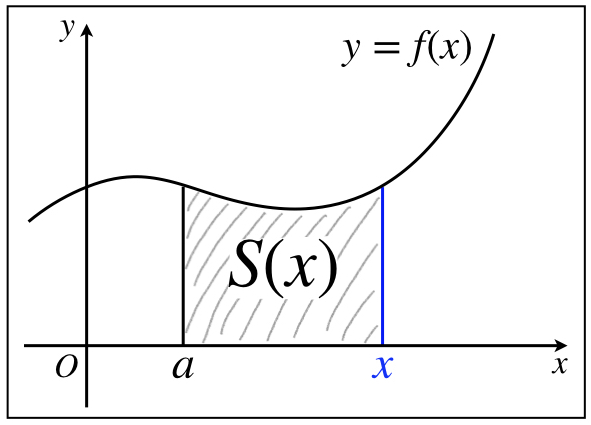 y
y = f(x)
S(x)
O
a
x
x